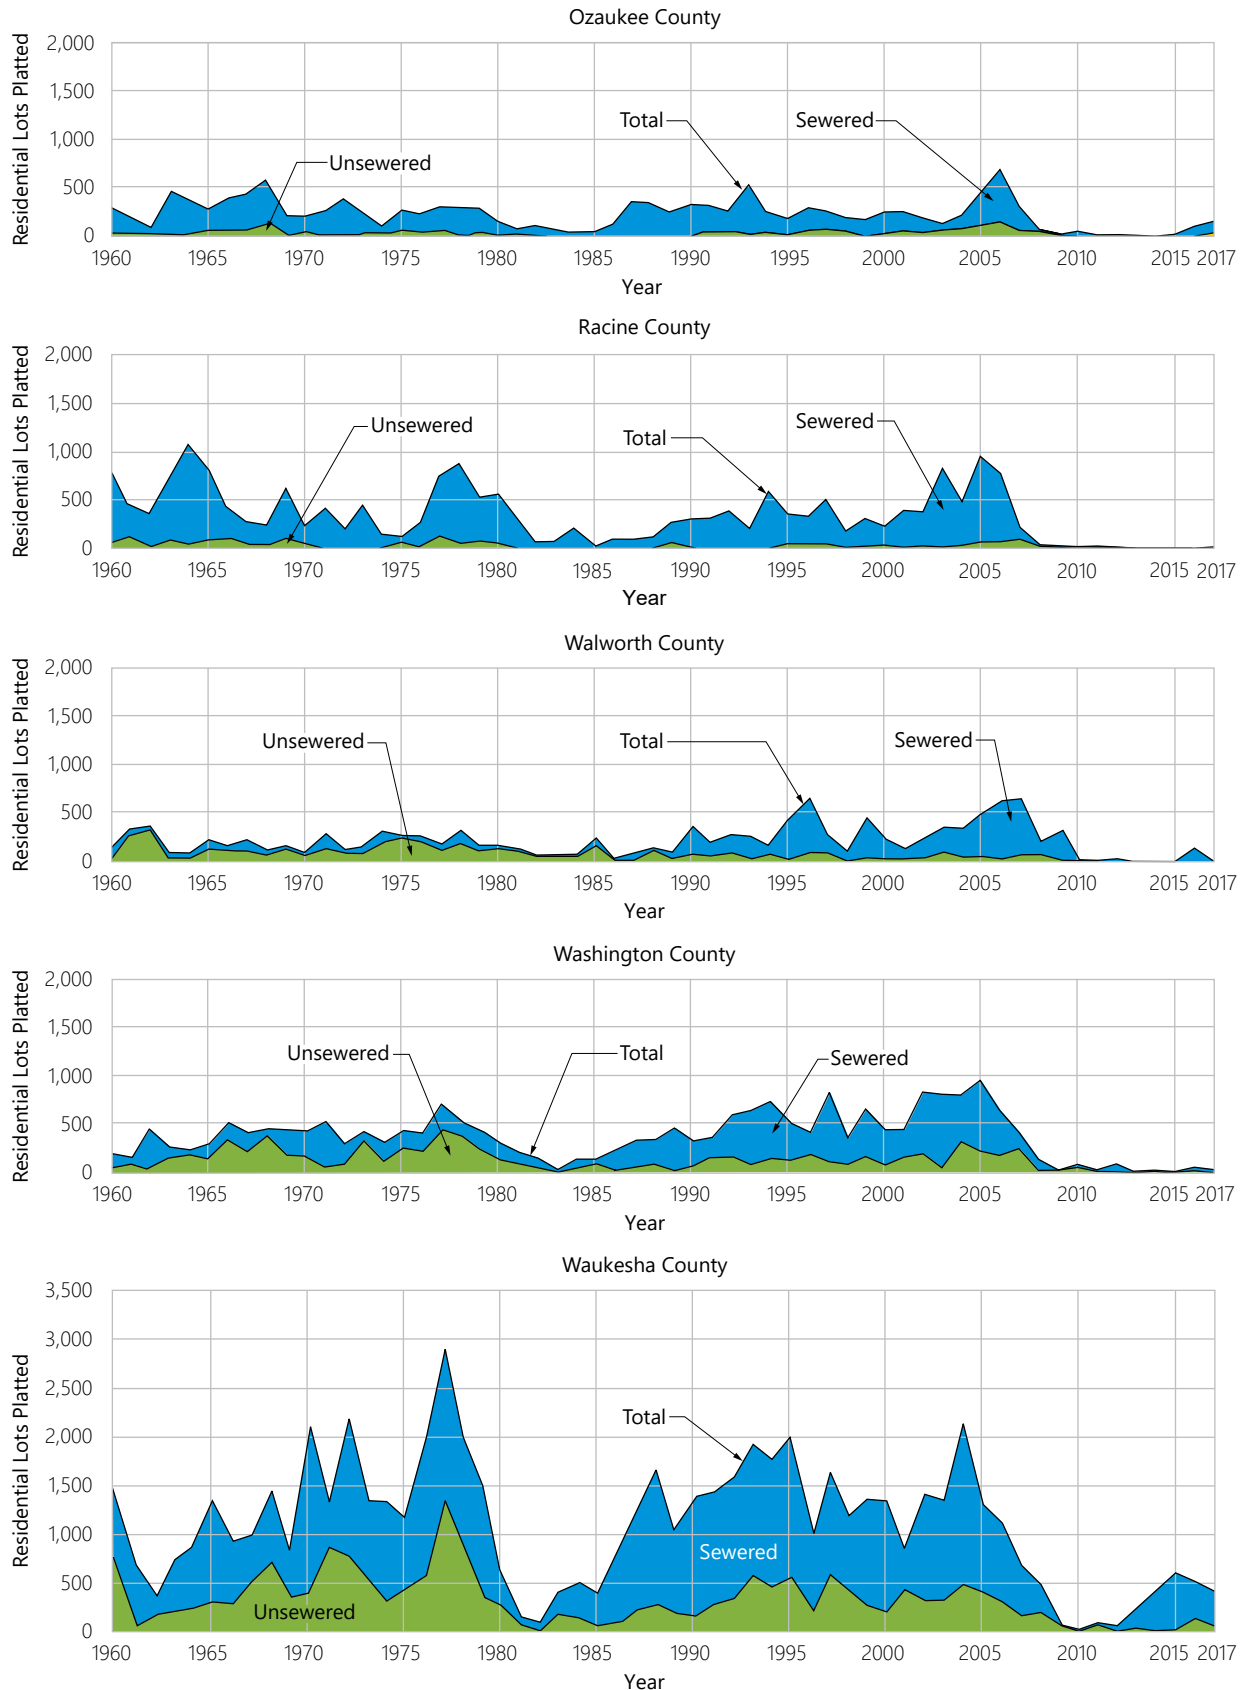 Ozaukee County
Residential Lots Platted
2,000
1,500
1,000
500
0
Total
Sewered
Unsewered
1960 1965 1970 1975 1980 1985 1990 1995 2000 2005 2010 2015 2017
Year
Racine County
Residential Lots Platted
2,000
1,500
1,000
500
0
Unsewered
Total
Sewered
1960 1965 1970 1975 1980 1985 1990 1995 2000 2005 2010 2015 2017
Year
Walworth County
Residential Lots Platted
2,000
1,500
1,000
500
0
Unsewered
Total
Sewered
1960 1965 1970 1975 1980 1985 1990 1995 2000 2005 2010 2015 2017
Year
Washington County
Residential Lots Platted
2,000
1,500
1,000
500
0
Unsewered
Total
Sewered
1960 1965 1970 1975 1980 1985 1990 1995 2000 2005 2010 2015 2017
Year
Waukesha County
Residential Lots Platted
3,500
3,000
2,500
2,000
1,500
1,000
500
0
Total
Sewered
Unsewered
1960 1965 1970 1975 1980 1985 1990 1995 2000 2005 2010 2015 2017
Year